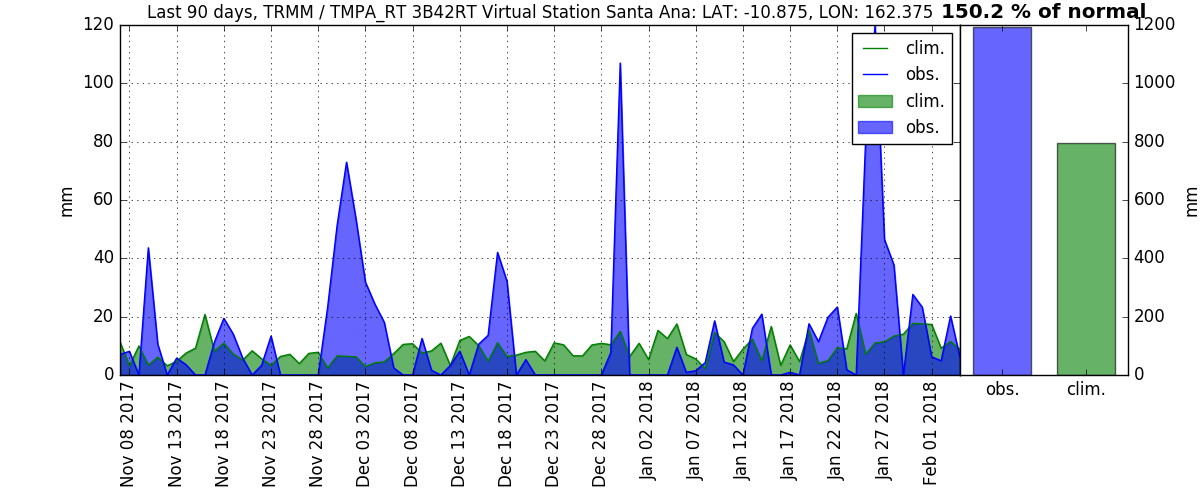 Last 90 days, TRMM / TMPA_RT 3B42RT Virtual Station Santa Ana: LAT: -10.875, LON: 162.375 150.2 % of normal
120
100
80
60
40
20
0
mm
clim.
obs.
clim.
obs.
1200
1000
800
600
400
200
0
mm
obs.
clim.
Nov 08 2017
Nov 13 2017
Nov 18 2017
Nov 23 2017
Nov 28 2017
Dec 03 2017
Dec 08 2017
Dec 13 2017
Dec 18 2017
Dec 23 2017
Dec 28 2017
Jan 02 2018
Jan 07 2018
Jan 12 2018
Jan 17 2018
Jan 22 2018
Jan 27 2018
Feb 01 2018